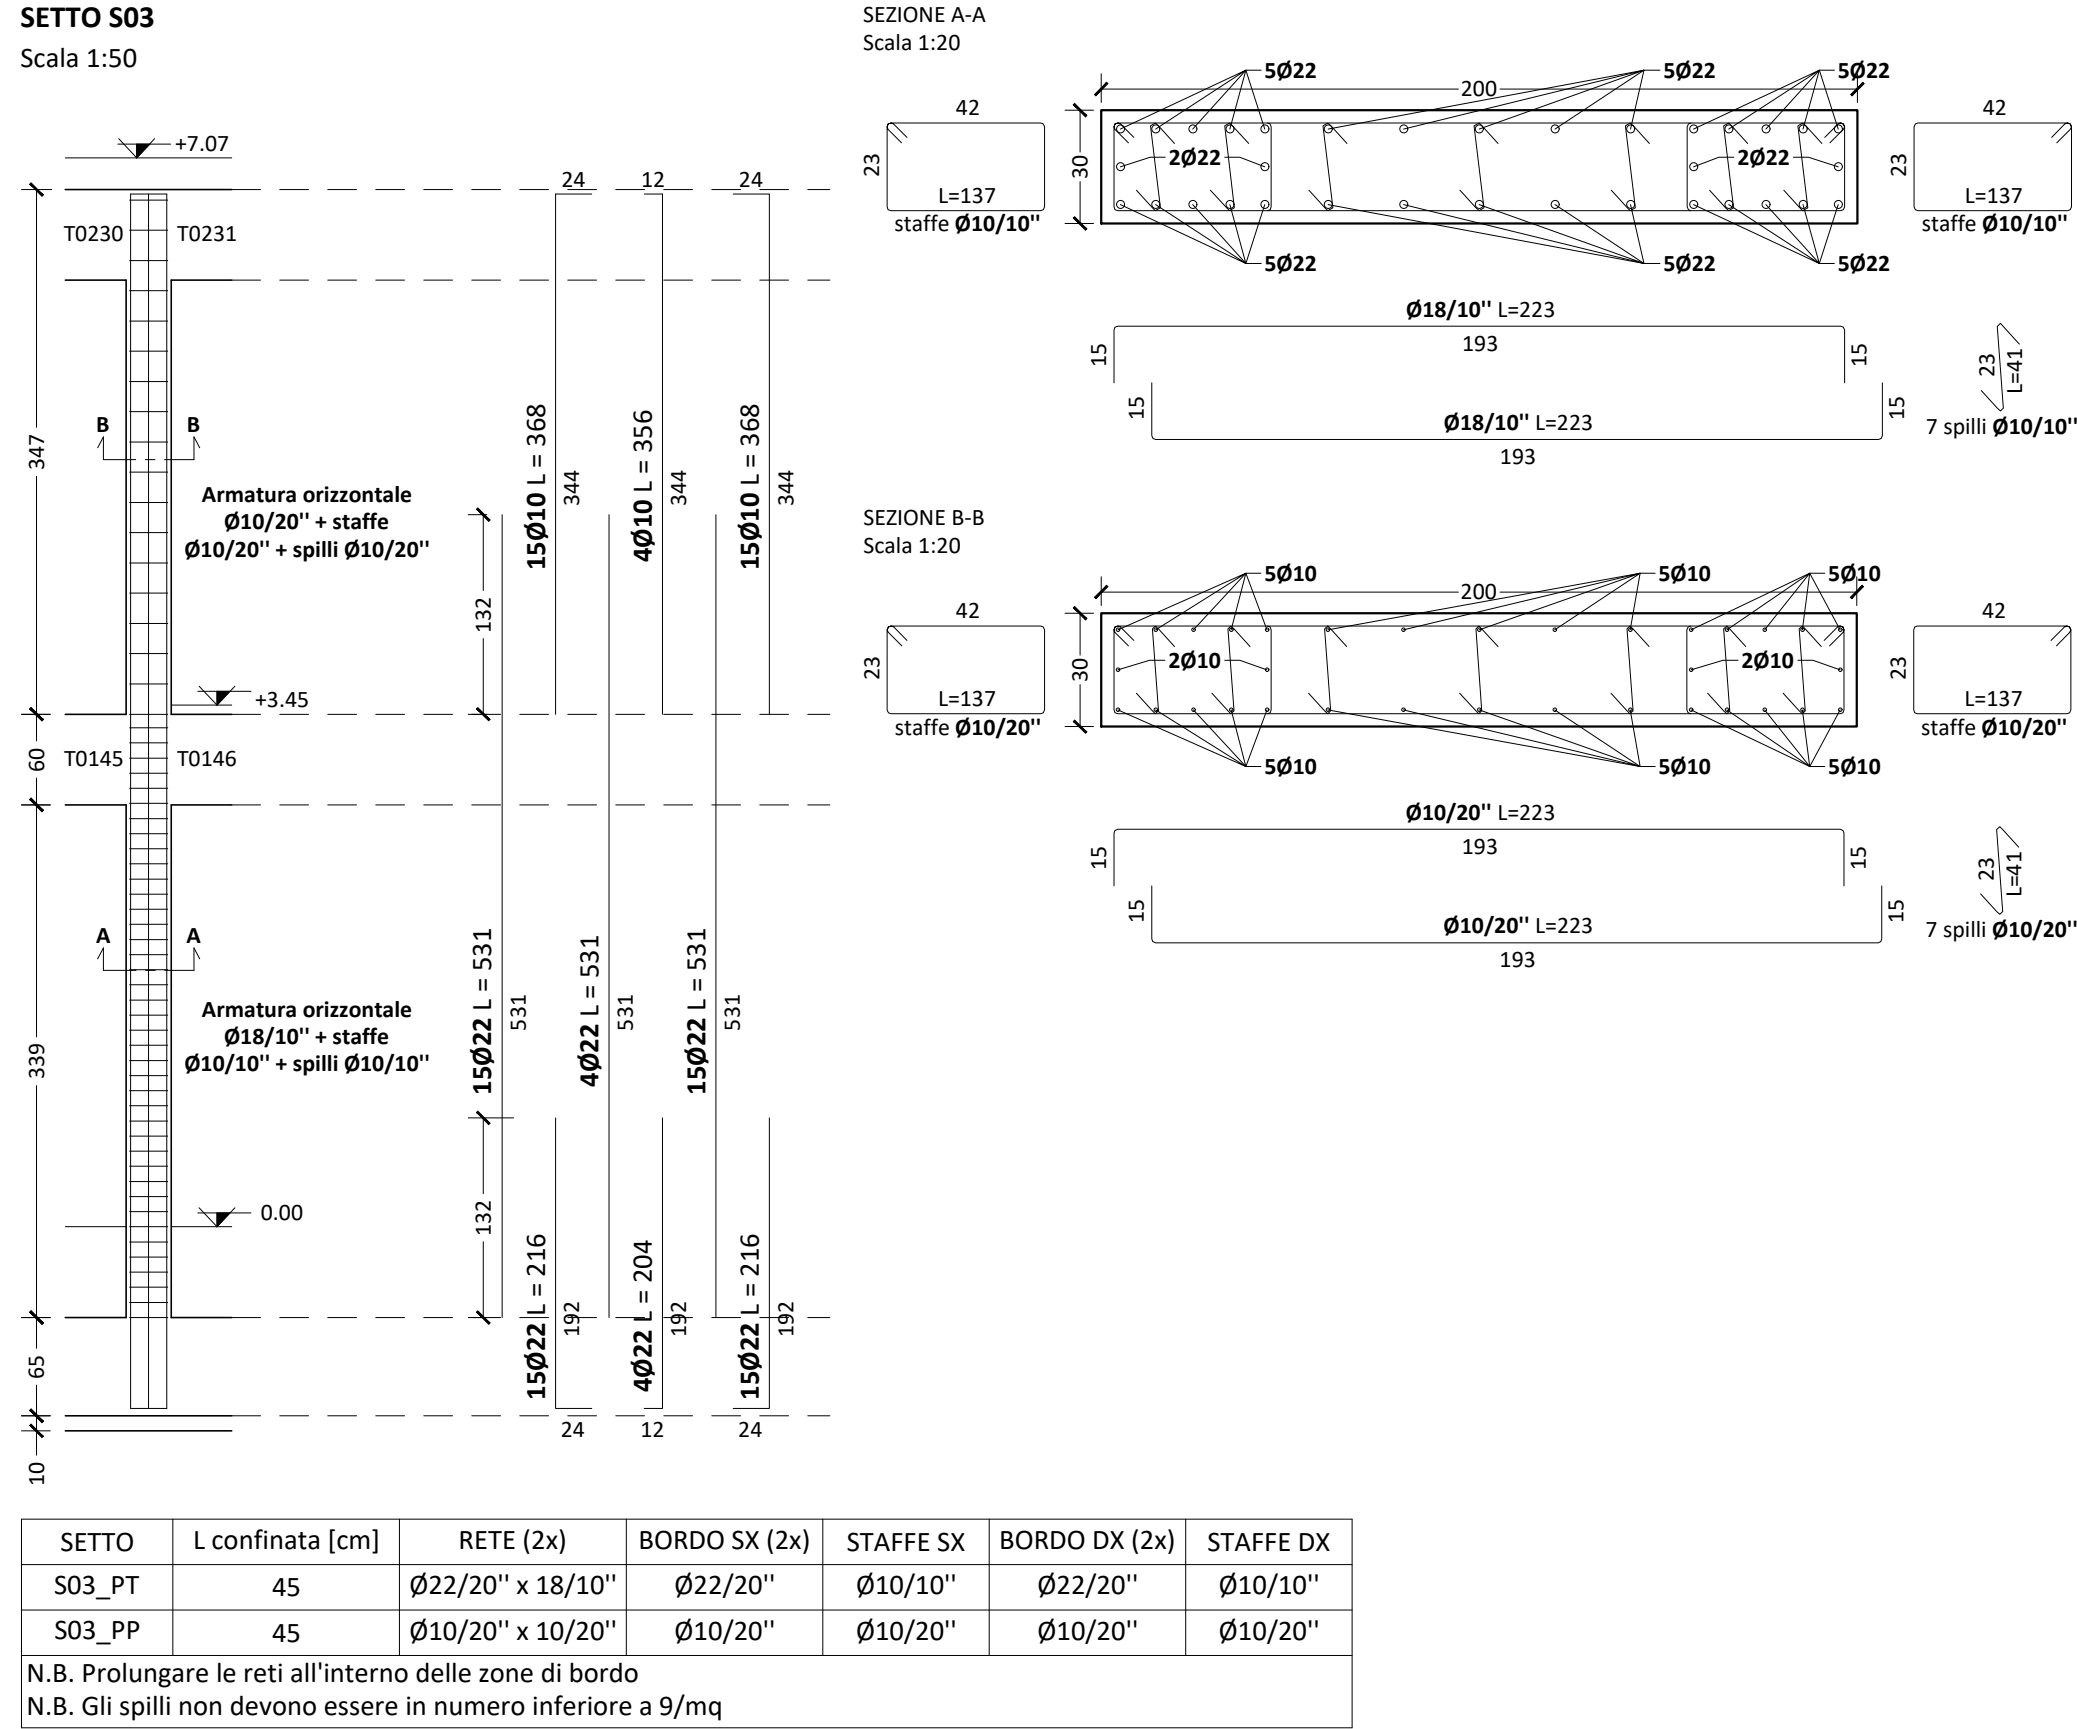 SETTO S03
Scala 1:50
+7.07
T0230
T0231
347
B
B
Armatura orizzontale
Ø10/20'' + staffe
Ø10/20'' + spilli Ø10/20''
+3.45
60
T0145
T0146
339
A
A
Armatura orizzontale
Ø18/10'' + staffe
Ø10/10'' + spilli Ø10/10''
0.00
65
10
24
12
24
15Ø10 L = 368
344
4Ø10 L = 356
344
15Ø10 L = 368
344
132
15Ø22 L = 531
531
4Ø22 L = 531
531
15Ø22 L = 531
531
132
15Ø22 L = 216
192
4Ø22 L = 204
192
15Ø22 L = 216
192
24
12
24
SEZIONE A-A
Scala 1:20
5Ø22
5Ø22
5Ø22
200
42
23
L=137
staffe Ø10/10''
30
2Ø22
2Ø22
42
23
L=137
staffe Ø10/10''
5Ø22
5Ø22
5Ø22
Ø18/10'' L=223
15
193
15
15
Ø18/10'' L=223
15
193
23
L=41
7 spilli Ø10/10''
SEZIONE B-B
Scala 1:20
5Ø10
5Ø10
5Ø10
200
42
23
L=137
staffe Ø10/20''
30
2Ø10
2Ø10
42
23
L=137
staffe Ø10/20''
5Ø10
5Ø10
5Ø10
Ø10/20'' L=223
15
193
15
15
Ø10/20'' L=223
15
193
23
L=41
7 spilli Ø10/20''
SETTO L confinata [cm] RETE (2x) BORDO SX (2x) STAFFE SX BORDO DX (2x) STAFFE DX
S03_PT 45 Ø22/20'' x 18/10'' Ø22/20'' Ø10/10'' Ø22/20'' Ø10/10''
S03_PP 45 Ø10/20'' x 10/20'' Ø10/20'' Ø10/20'' Ø10/20'' Ø10/20''
N.B. Prolungare le reti all'interno delle zone di bordo
N.B. Gli spilli non devono essere in numero inferiore a 9/mq